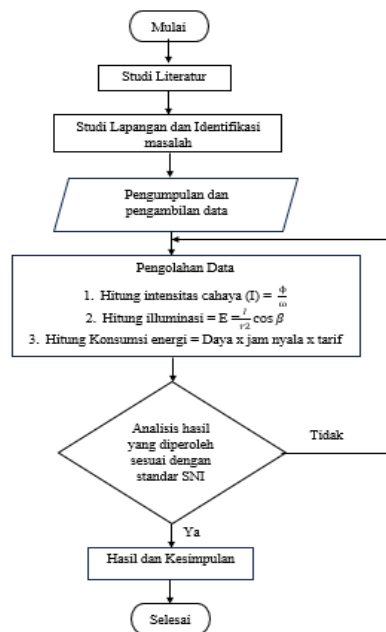 Mulai
Studi Literatur
Studi Lapangan dan Identifikasi
masalah
Pengumpulan dan
pengambilan data
Pengolahan Data
1. Hitung intensitas cahaya (I) = ϕ/ω
2. Hitung illuminasi = E = I/r2 cos β
3. Hitung Konsumsi energi = Daya x jam nyala x tarif
Analisis hasil
yang diperoleh
sesuai dengan
standar SNI
Tidak
Ya
Hasil dan Kesimpulan
Selesai